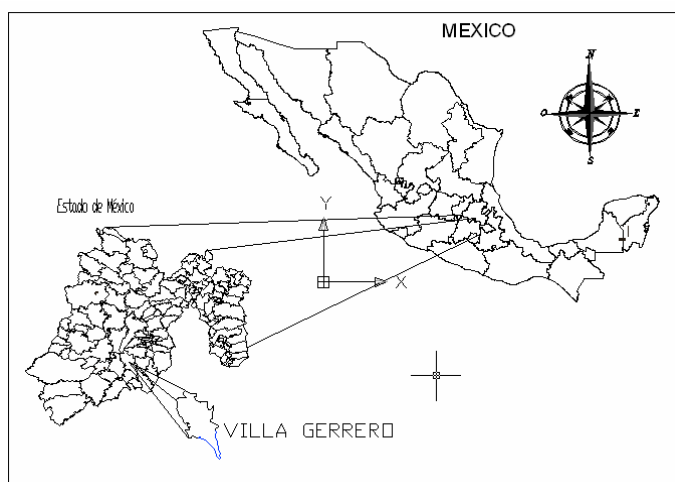 MEXICO
N
O E
S
Estado de México
Y
X
VILLA GERRERO